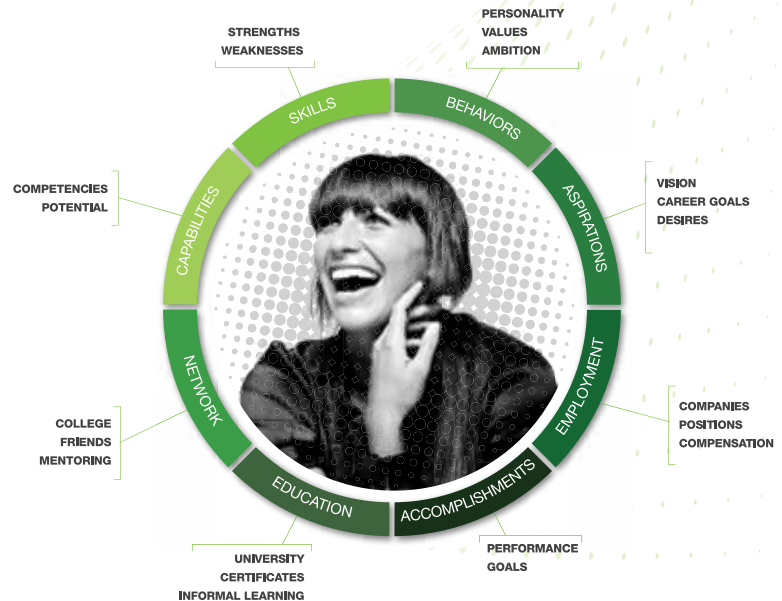 PERSONALITY
VALUES
AMBITION
STRENGTHS
WEAKNESSES
SKILLS
BEHAVIORS
COMPETENCIES
POTENTIAL
CAPABILITIES
ASPIRATIONS
VISION
CAREER GOALS
DESIRES
NETWORK
EMPLOYMENT
COLLEGE
FRIENDS
MENTORING
COMPANIES
POSITIONS
COMPENSATION
EDUCATION
ACCOMPLISHMENTS
UNIVERSITY
CERTIFICATES
INFORMAL LEARNING
PERFORMANCE
GOALS